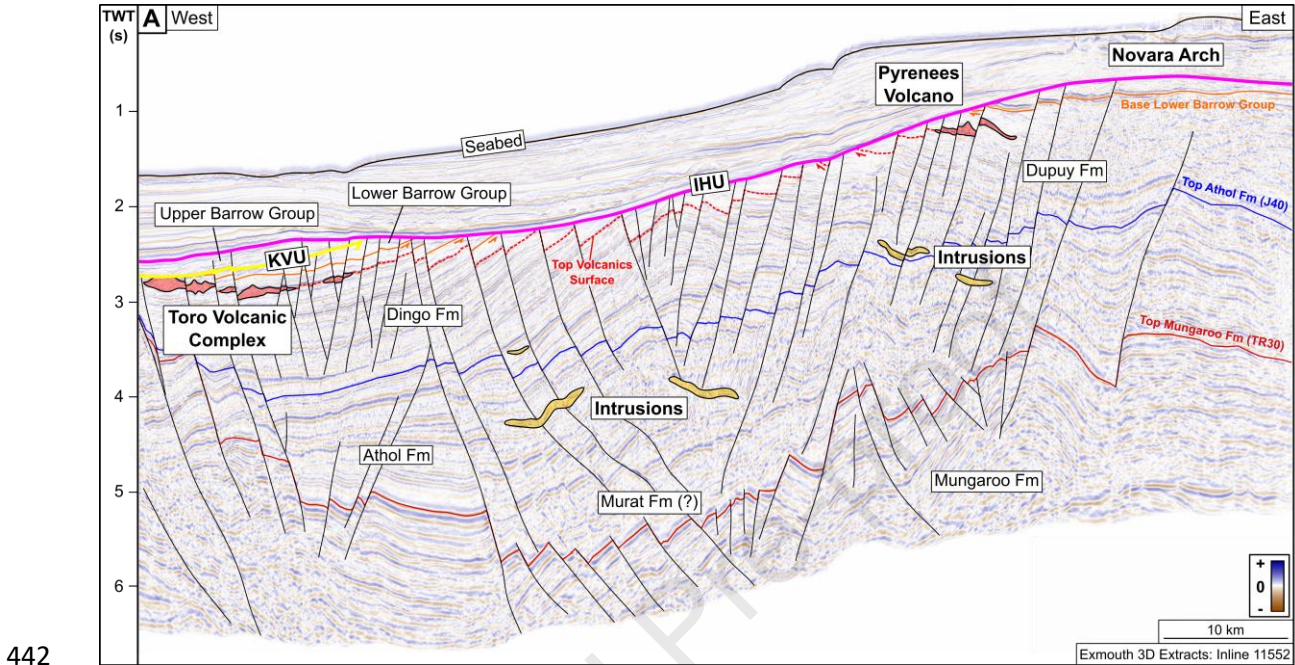 TWT
(s)
A
West
East
Novara Arch
Pyrenees
Volcano
Base Lower Barrow Group
1
Seabed
Dupuy Fm
Lower Barrow Group
IHU
Top Athol Fm (J40)
2
Upper Barrow Group
KVU
Intrusions
Top Volcanics
Surface
3
Toro Volcanic
Complex
Dingo Fm
Top Mungaroo Fm (TR30)
4
Intrusions
Athol Fm
Mungaroo Fm
5
Murat Fm (?)
6
+
0
-
10 km
442
Exmouth 3D Extracts: Inline 11552